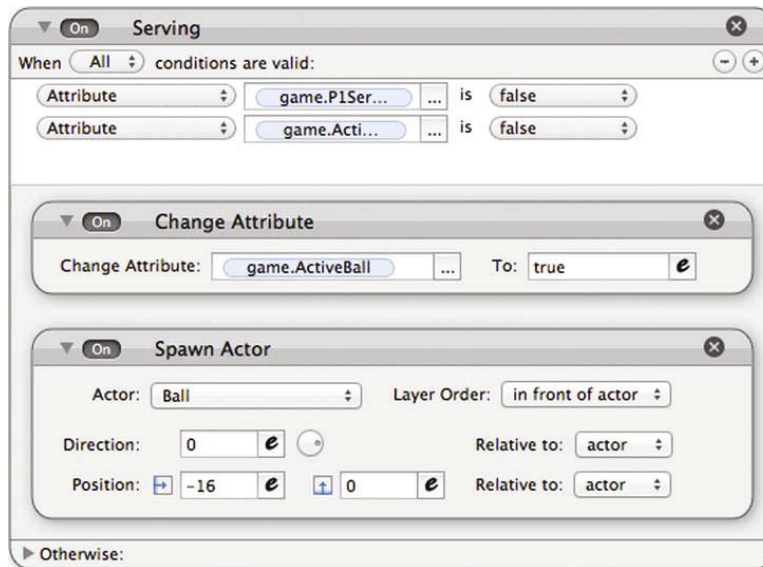 On Serving
When All conditions are valid:
Attribute game.P1Ser... ... is false
Attribute game.Acti... ... is false
On Change Attribute
Change Attribute: game.ActiveBall ... To: true e
On Spawn Actor
Actor: Ball Layer Order: in front of actor
Direction: 0 e Relative to: actor
Position: -16 e 0 e Relative to: actor
Otherwise: